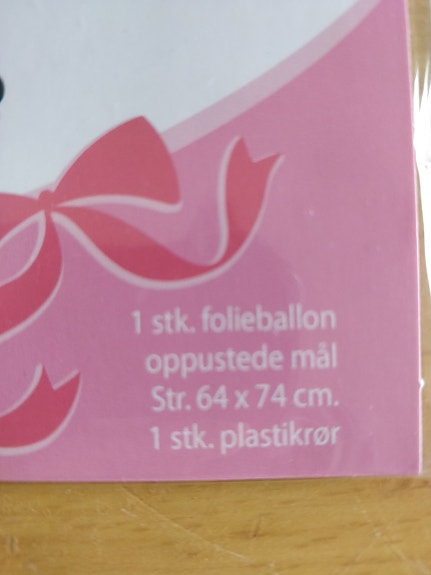 1 stk. folieballon
oppustede mål
Str. 64 x 74 cm.
1 stk. plastikrør